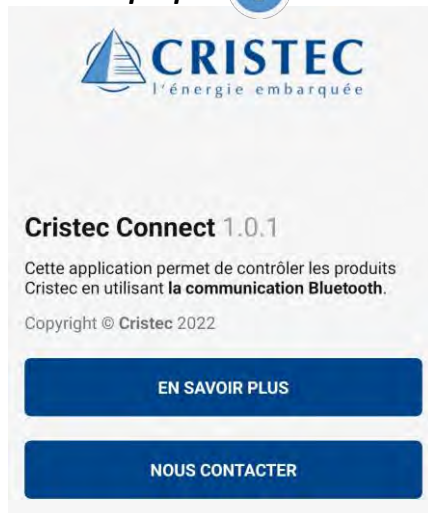 CRISTEC
l'énergie embarquée
Cristec Connect 1.0.1
Cette application permet de contrôler les produits
Cristec en utilisant la communication Bluetooth.
Copyright © Cristec 2022
EN SAVOIR PLUS
NOUS CONTACTER